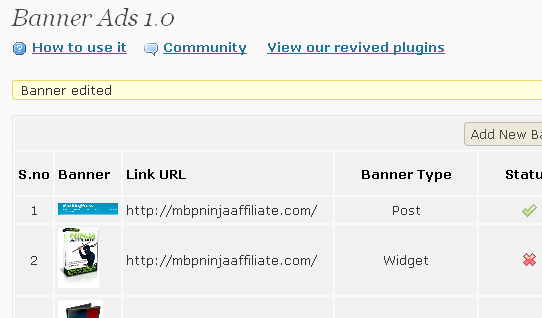 Banner Ads 1.0
How to use it Community View our revived plugins
Banner edited
Add New Ba
S.no Banner Link URL Banner Type Statu
1 http://mbpninjaaffiliate.com/ Post
NINJA
AFFILIATE
2 http://mbpninjaaffiliate.com/ Widget